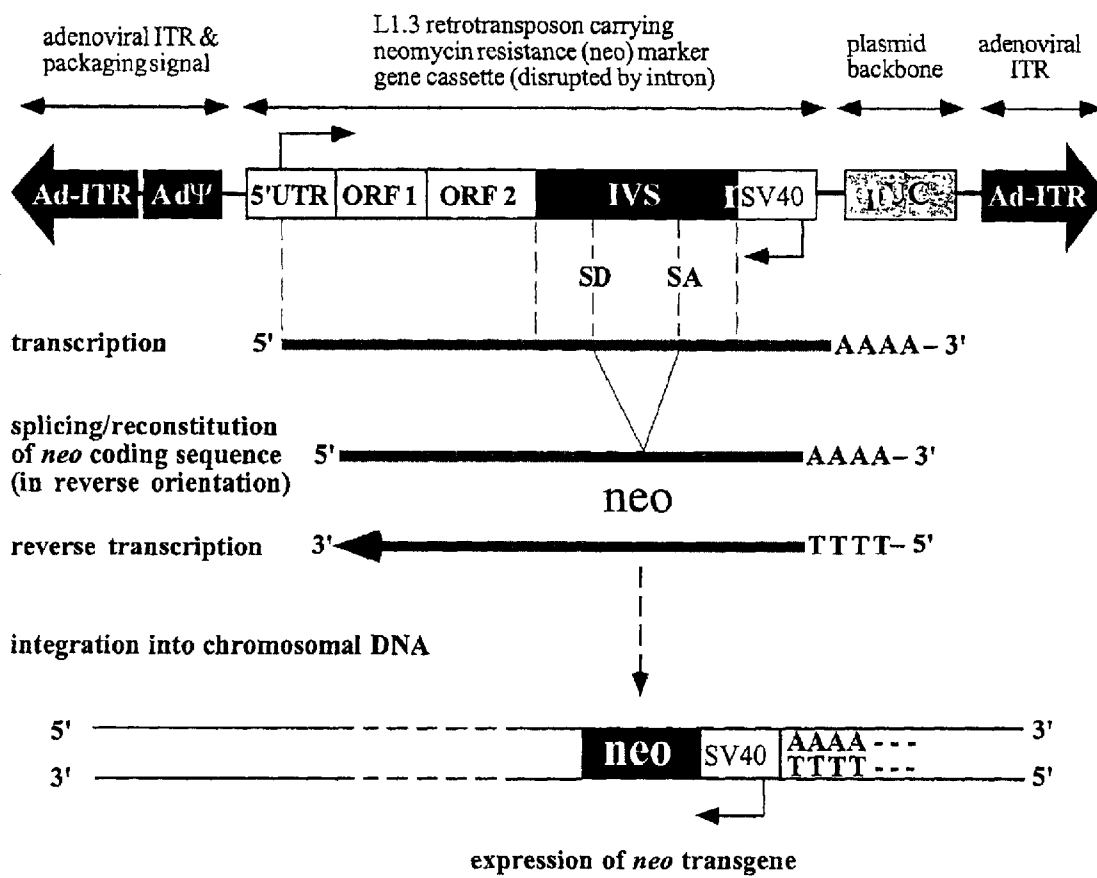 adenoviral ITR &
packaging signal
L1.3 retrotransposon carrying
neomycin resistance (neo) marker
gene cassette (disrupted by intron)
plasmid
backbone
adenoviral
ITR
Ad-ITR AdΨ 5'UTR ORF 1 ORF 2 IVS SV40 Ad-ITR
SD SA
transcription 5' AAAA– 3'
splicing/reconstitution
of neo coding sequence
(in reverse orientation)
5' AAAA– 3'
neo
reverse transcription 3' TTTT– 5'
integration into chromosomal DNA
5' neo SV40 AAAA --- 3'
3' TTTT --- 5'
expression of neo transgene